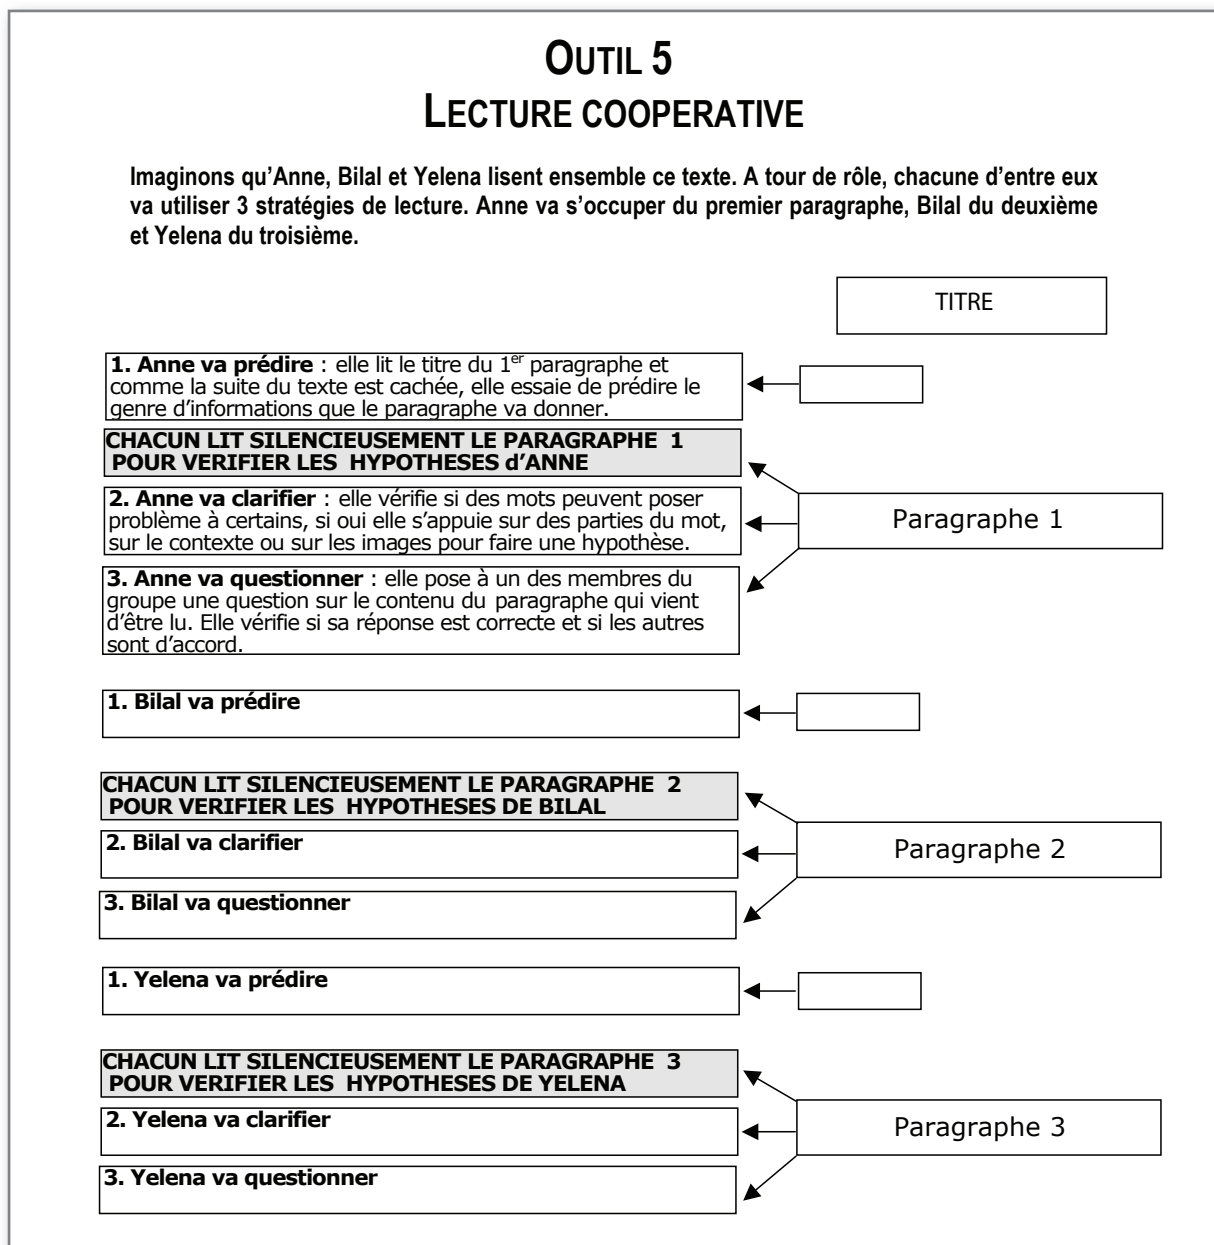 OUTIL 5
LECTURE COOPERATIVE
Imaginons qu'Anne, Bilal et Yelena lisent ensemble ce texte. A tour de rôle, chacune d'entre eux
va utiliser 3 stratégies de lecture. Anne va s'occuper du premier paragraphe, Bilal du deuxième
et Yelena du troisième.
TITRE
1. Anne va prédire : elle lit le titre du 1er paragraphe et
comme la suite du texte est cachée, elle essaie de prédire le
genre d'informations que le paragraphe va donner.
CHACUN LIT SILENCIEUSEMENT LE PARAGRAPHE 1
POUR VERIFIER LES HYPOTHESES d'ANNE
2. Anne va clarifier : elle vérifie si des mots peuvent poser
problème à certains, si oui elle s'appuie sur des parties du mot,
sur le contexte ou sur les images pour faire une hypothèse.
Paragraphe 1
3. Anne va questionner : elle pose à un des membres du
groupe une question sur le contenu du paragraphe qui vient
d'être lu. Elle vérifie si sa réponse est correcte et si les autres
sont d'accord.
1. Bilal va prédire
CHACUN LIT SILENCIEUSEMENT LE PARAGRAPHE 2
POUR VERIFIER LES HYPOTHESES DE BILAL
2. Bilal va clarifier
Paragraphe 2
3. Bilal va questionner
1. Yelena va prédire
CHACUN LIT SILENCIEUSEMENT LE PARAGRAPHE 3
POUR VERIFIER LES HYPOTHESES DE YELENA
2. Yelena va clarifier
Paragraphe 3
3. Yelena va questionner